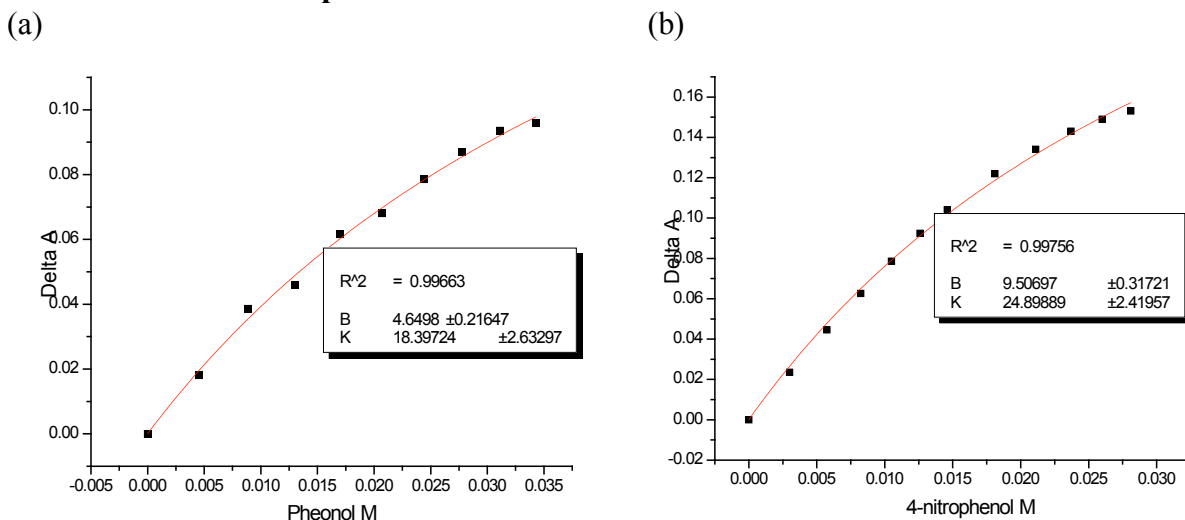 (a)
0.10
0.08
0.06
0.04
0.02
0.00
Delta A
R^2 = 0.99663
B 4.6498 ±0.21647
K 18.39724 ±2.63297
-0.005 0.000 0.005 0.010 0.015 0.020 0.025 0.030 0.035
Pheonol M
(b)
0.16
0.14
0.12
0.10
0.08
0.06
0.04
0.02
0.00
-0.02
Delta A
R^2 = 0.99756
B 9.50697 ±0.31721
K 24.89889 ±2.41957
0.000 0.005 0.010 0.015 0.020 0.025 0.030
4-nitrophenol M